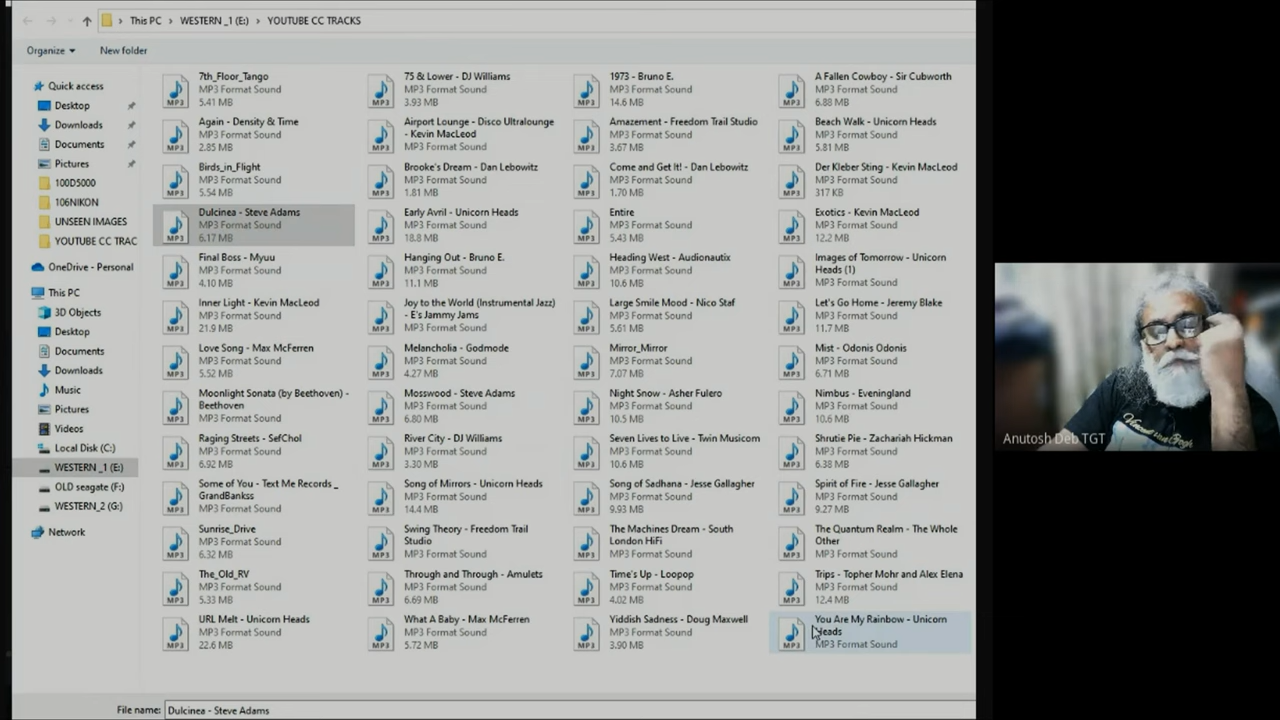 This PC > WESTERN _1 (E:) > YOUTUBE CC TRACKS
Organize New folder
Quick access
Desktop
Downloads
Documents
Pictures
100D5000
106NIKON
UNSEEN IMAGES
YOUTUBE CC TRAC
OneDrive - Personal
This PC
3D Objects
Desktop
Documents
Downloads
Music
Pictures
Videos
Local Disk (C:)
WESTERN _1 (E:)
OLD seagate (F:)
WESTERN_2 (G:)
Network
7th_Floor_Tango
MP3 Format Sound
5.41 MB
75 & Lower - DJ Williams
MP3 Format Sound
3.93 MB
1973 - Bruno E.
MP3 Format Sound
14.6 MB
A Fallen Cowboy - Sir Cubworth
MP3 Format Sound
6.88 MB
Again - Density & Time
MP3 Format Sound
2.85 MB
Airport Lounge - Disco Ultralounge
- Kevin MacLeod
MP3 Format Sound
Amazement - Freedom Trail Studio
MP3 Format Sound
3.67 MB
Beach Walk - Unicorn Heads
MP3 Format Sound
5.81 MB
Birds_in_Flight
MP3 Format Sound
5.54 MB
Brooke's Dream - Dan Lebowitz
MP3 Format Sound
1.81 MB
Come and Get It! - Dan Lebowitz
MP3 Format Sound
1.70 MB
Der Kleber Sting - Kevin MacLeod
MP3 Format Sound
317 KB
Dulcinea - Steve Adams
MP3 Format Sound
6.17 MB
Early Avril - Unicorn Heads
MP3 Format Sound
18.8 MB
Entire
MP3 Format Sound
5.43 MB
Exotics - Kevin MacLeod
MP3 Format Sound
12.2 MB
Final Boss - Myuu
MP3 Format Sound
4.10 MB
Hanging Out - Bruno E.
MP3 Format Sound
11.1 MB
Heading West - Audionautix
MP3 Format Sound
10.6 MB
Images of Tomorrow - Unicorn
Heads (1)
MP3 Format Sound
Inner Light - Kevin MacLeod
MP3 Format Sound
21.9 MB
Joy to the World (Instrumental Jazz)
- E's Jammy Jams
MP3 Format Sound
Large Smile Mood - Nico Staf
MP3 Format Sound
5.61 MB
Let's Go Home - Jeremy Blake
MP3 Format Sound
11.7 MB
Love Song - Max McFerren
MP3 Format Sound
5.52 MB
Melancholia - Godmode
MP3 Format Sound
4.27 MB
Mirror_Mirror
MP3 Format Sound
7.07 MB
Mist - Odonis Odonis
MP3 Format Sound
6.71 MB
Moonlight Sonata (by Beethoven) -
Beethoven
MP3 Format Sound
Mosswood - Steve Adams
MP3 Format Sound
6.80 MB
Night Snow - Asher Fulero
MP3 Format Sound
10.5 MB
Nimbus - Eveningland
MP3 Format Sound
10.6 MB
Raging Streets - SefChol
MP3 Format Sound
6.92 MB
River City - DJ Williams
MP3 Format Sound
3.30 MB
Seven Lives to Live - Twin Musicom
MP3 Format Sound
10.6 MB
Shrutie Pie - Zachariah Hickman
MP3 Format Sound
6.38 MB
Some of You - Text Me Records _
GrandBankss
MP3 Format Sound
Song of Mirrors - Unicorn Heads
MP3 Format Sound
14.4 MB
Song of Sadhana - Jesse Gallagher
MP3 Format Sound
9.93 MB
Spirit of Fire - Jesse Gallagher
MP3 Format Sound
9.27 MB
Sunrise_Drive
MP3 Format Sound
6.32 MB
Swing Theory - Freedom Trail
Studio
MP3 Format Sound
The Machines Dream - South
London HiFi
MP3 Format Sound
The Quantum Realm - The Whole
Other
MP3 Format Sound
The_Old_RV
MP3 Format Sound
5.33 MB
Through and Through - Amulets
MP3 Format Sound
6.69 MB
Time's Up - Loopop
MP3 Format Sound
4.02 MB
Trips - Topher Mohr and Alex Elena
MP3 Format Sound
12.4 MB
URL Melt - Unicorn Heads
MP3 Format Sound
22.6 MB
What A Baby - Max McFerren
MP3 Format Sound
5.72 MB
Yiddish Sadness - Doug Maxwell
MP3 Format Sound
3.90 MB
You Are My Rainbow - Unicorn
Heads
MP3 Format Sound
File name: Dulcinea - Steve Adams
Vincent van Gogh
Anutosh Deb TGT